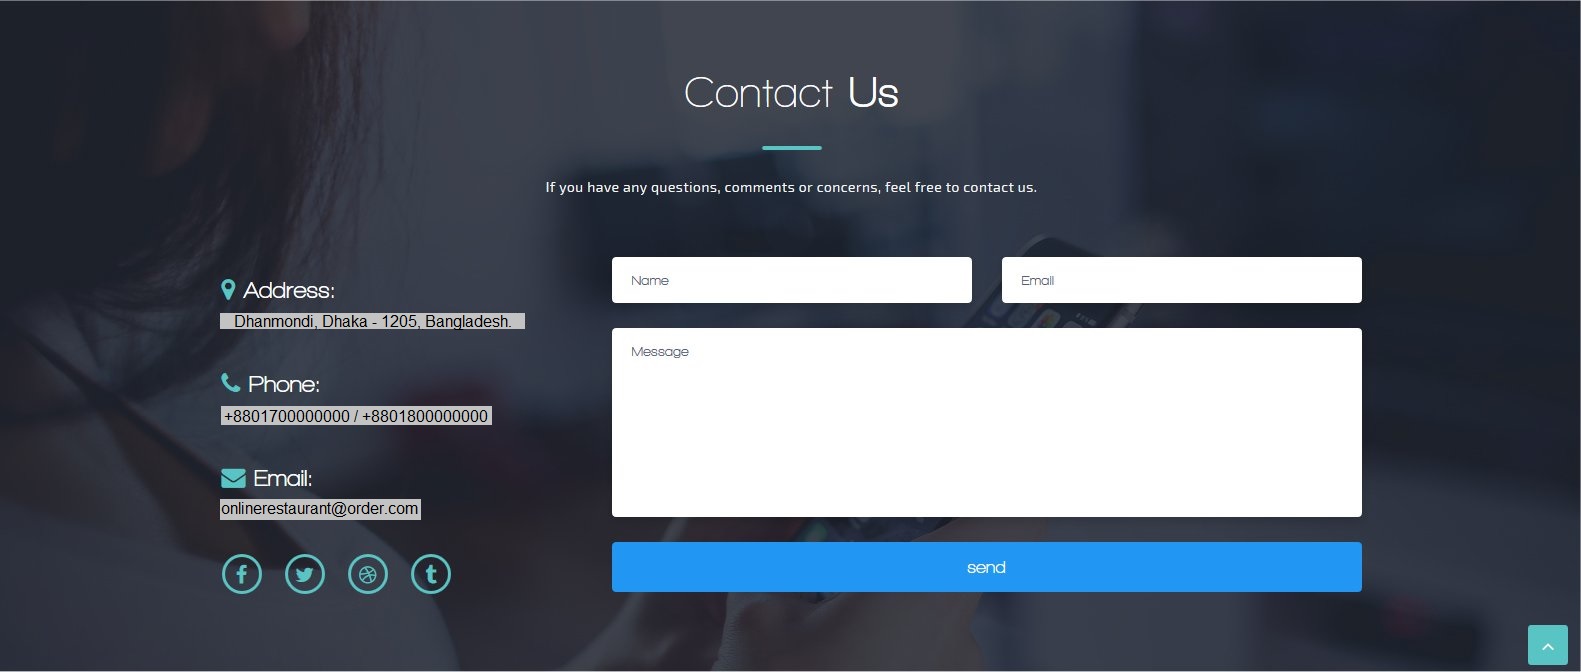 Contact Us
If you have any questions, comments or concerns, feel free to contact us.
Address:
Dhanmondi, Dhaka - 1205, Bangladesh.
Phone:
+8801700000000 / +8801800000000
Email:
onlinerestaurant@order.com
Name
Email
Message
send